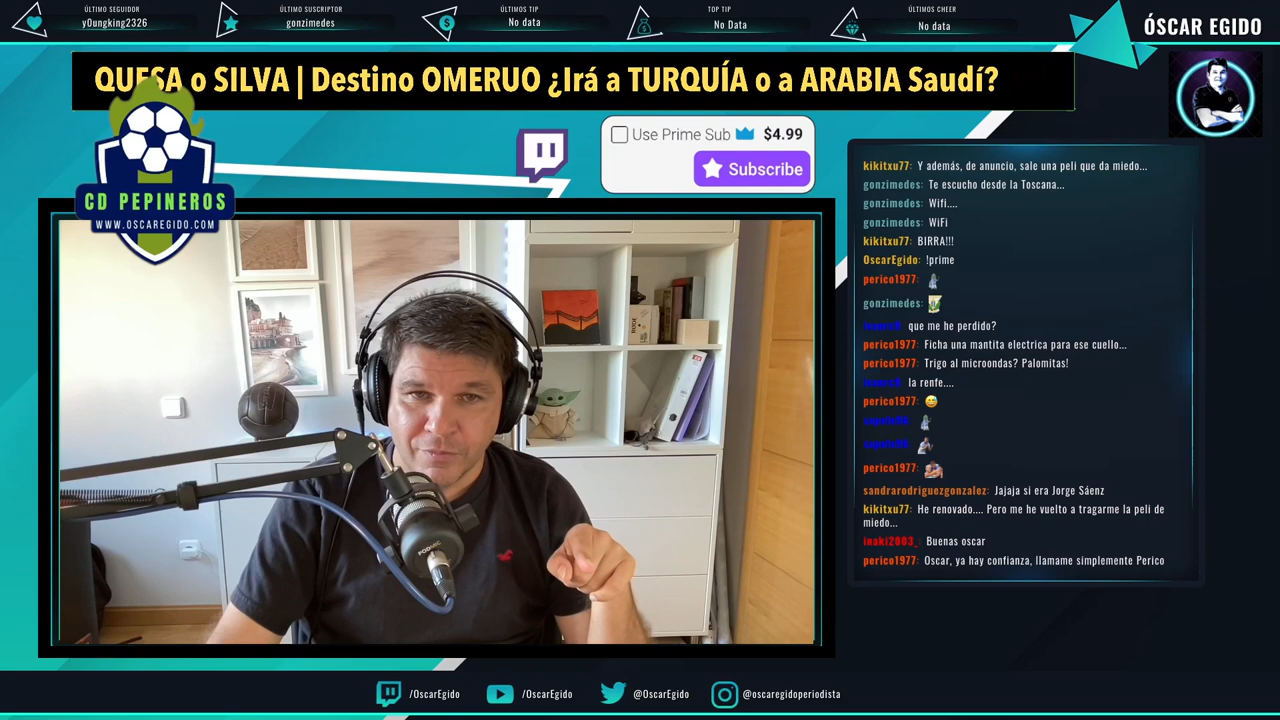 ÚLTIMO SEGUIDOR
y0ungking2326
ÚLTIMO SUSCRIPTOR
gonzimedes
ÚLTIMOS TIP
No data
TOP TIP
No Data
ÚLTIMOS CHEER
No data
ÓSCAR EGIDO
QUESA o SILVA | Destino OMERUO ¿Irá a TURQUÍA o a ARABIA Saudí?
CD PEPINEROS
WWW.OSCAREGIDO.COM
Use Prime Sub $4.99
Subscribe
kikitxu77: Y además, de anuncio, sale una peli que da miedo...
gonzimedes: Te escucho desde la Toscana...
gonzimedes: Wifi....
gonzimedes: WiFi
kikitxu77: BIRRA!!!
OscarEgido: !prime
perico1977:
gonzimedes:
que me he perdido?
perico1977: Ficha una mantita electrica para ese cuello...
perico1977: Trigo al microondas? Palomitas!
la renfe....
perico1977:
perico1977:
sandrarodriguezgonzalez: Jajaja si era Jorge Sáenz
kikitxu77: He renovado.... Pero me he vuelto a tragarme la peli de
miedo...
inaki2003_: Buenas oscar
perico1977: Oscar, ya hay confianza, llamame simplemente Perico
/OscarEgido
/OscarEgido
@OscarEgido
@oscaregidoperiodista